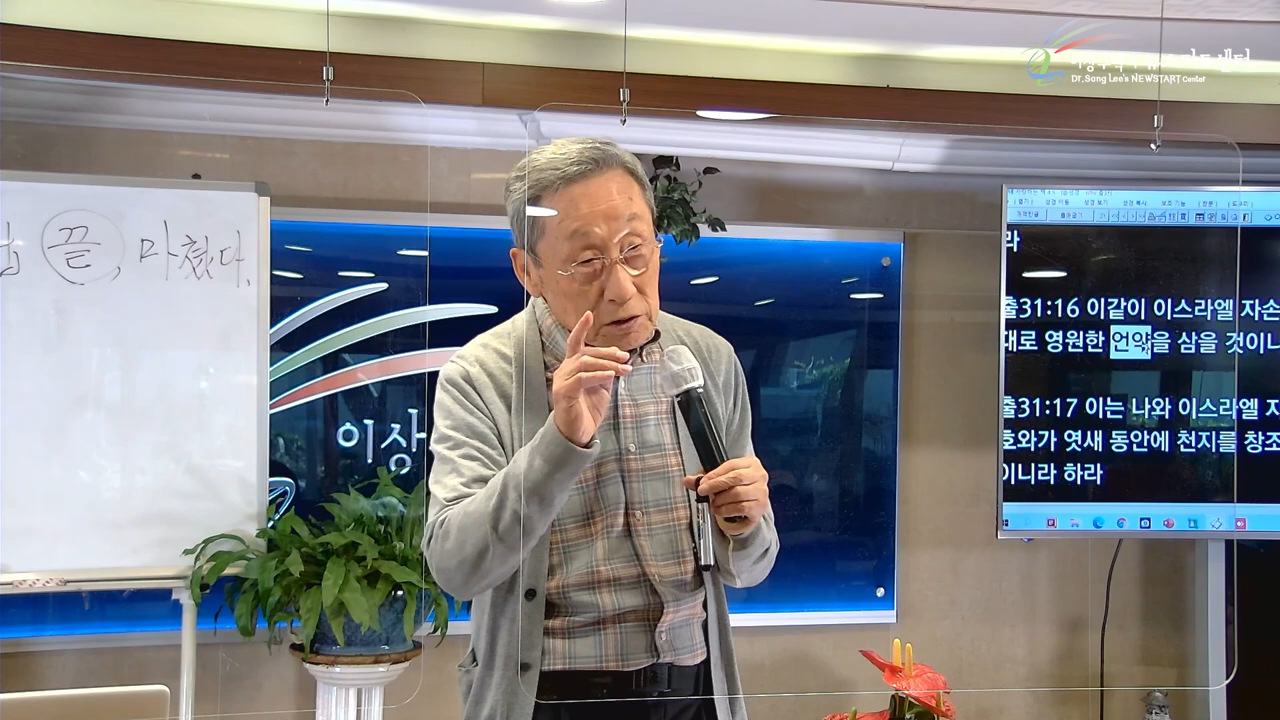 Dr.Sang Lee's NEWSTART Center
끝, 마쳤다.
이상
라
출31:16 이같이 이스라엘 자손
대로 영원한 언약을 삼을 것이니
출31:17 이는 나와 이스라엘 자
호와가 엿새 동안에 천지를 창조
이니라 하라